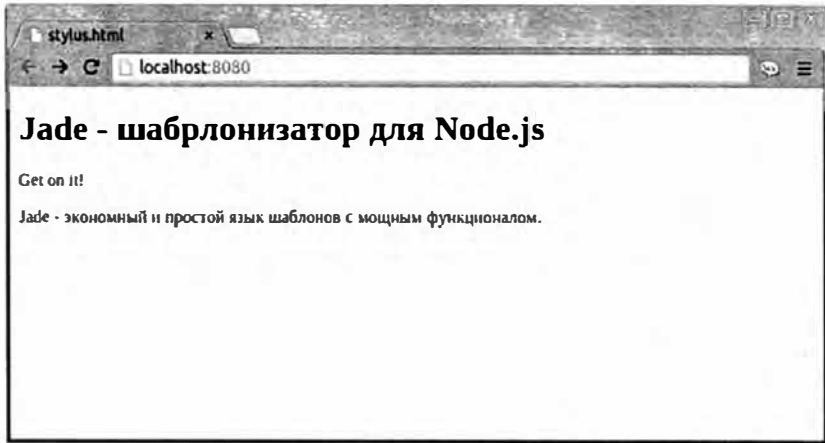 stylus.html
localhost:8080
Jade - шабрлонизатор для Node.js
Get on it!
Jade - экономный и простой язык шаблонов с мощным функционалом.